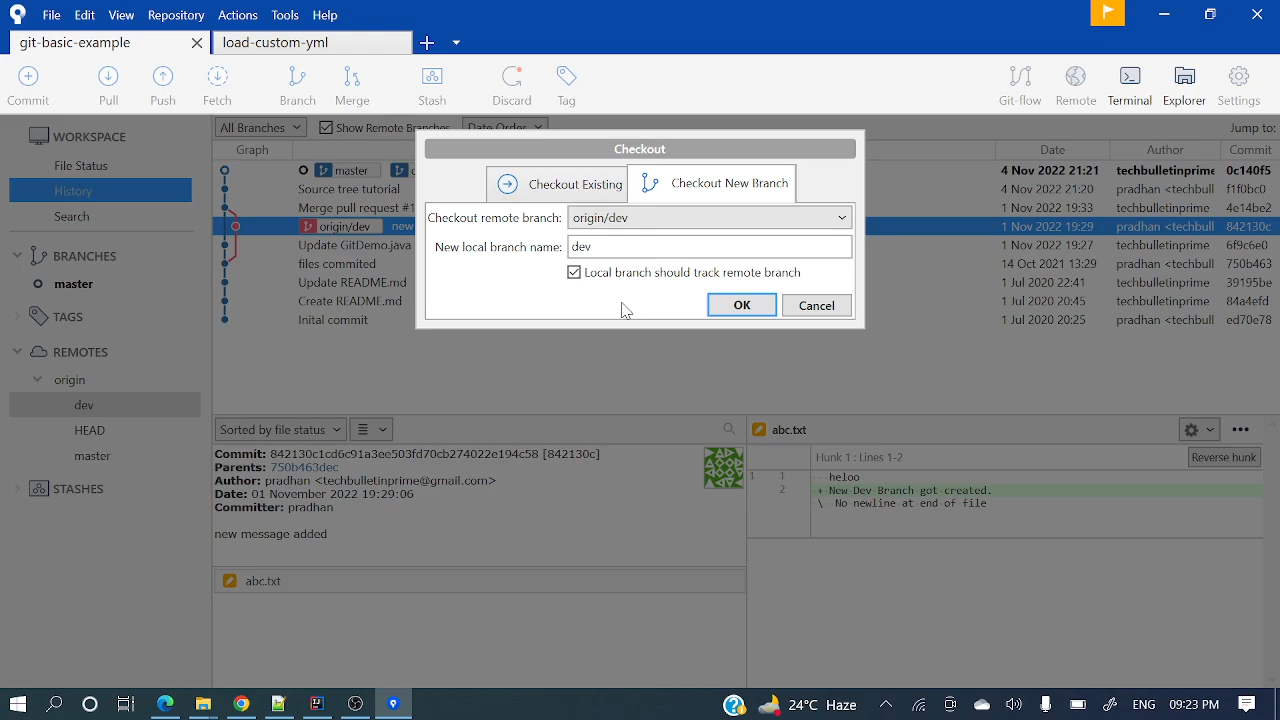 File Edit View Repository Actions Tools Help
git-basic-example load-custom-yml
Commit Pull Push Fetch Branch Merge Stash Discard Tag Git-flow Remote Terminal Explorer Settings
WORKSPACE
File Status
History
Search
BRANCHES
master
TAGS
REMOTES
origin
dev
HEAD
master
STASHES
All Branches Show Remote Branches Date Order Jump to:
Graph Date Author Commit
master 4 Nov 2022 21:21 techbulletinprime 0c140f5
Source tree tutorial 4 Nov 2022 21:20 pradhan <techbull f1f0bc0
Merge pull request #1 1 Nov 2022 19:33 techbulletinprime 4e14be2
origin/dev new 1 Nov 2022 19:29 pradhan <techbull 842130c
Update GitDemo.java 1 Nov 2022 19:27 techbulletinprime ef9c6e0
files commited 14 Oct 2021 13:29 pradhan <techbull 750b463
Update README.md 1 Jul 2020 22:41 techbulletinprime 39195be
Create README.md 1 Jul 2020 20:45 techbulletinprime 84a4efd
Inital commit 1 Jul 2020 20:25 pradhan <techbull ed70e78
Checkout
Checkout Existing Checkout New Branch
Checkout remote branch: origin/dev
New local branch name: dev
Local branch should track remote branch
OK Cancel
Sorted by file status
Commit: 842130c1cd6c91a3ee503fd70cb274022e194c58 [842130c]
Parents: 750b463dec
Author: pradhan <techbulletinprime@gmail.com>
Date: 01 November 2022 19:29:06
Committer: pradhan
new message added
abc.txt
abc.txt
Hunk 1 : Lines 1-2 Reverse hunk
1 1 heloo
2 + New Dev Branch got created.
\ No newline at end of file
24°C Haze ENG 09:23 PM